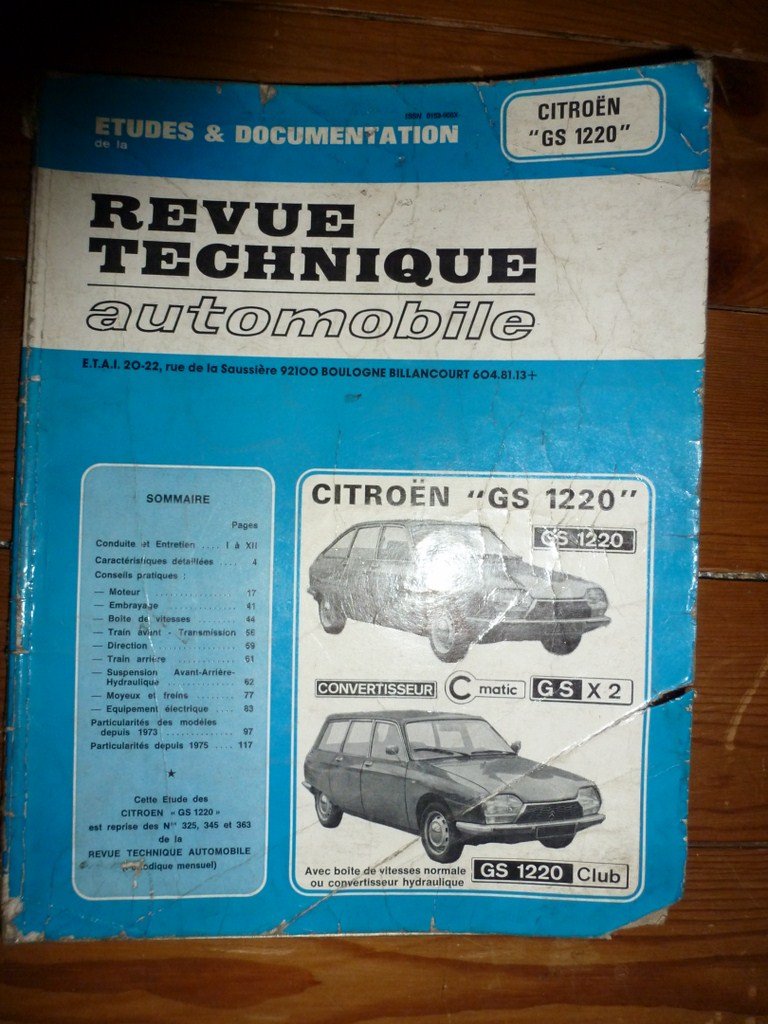 ETUDES & DOCUMENTATION
de la
CITROËN
"GS 1220"
REVUE
TECHNIQUE
automobile
E.T.A.I. 20-22, rue de la Saussière 92100 BOULOGNE BILLANCOURT 604.81.13+
SOMMAIRE
Pages
Conduite et Entretien .... I à XII
Caractéristiques détaillées .... 4
Conseils pratiques :
— Moteur ................ 17
— Embrayage ............ 41
— Boîte de vitesses ........ 44
— Train avant - Transmission 56
— Direction .............. 59
— Train arrière ............ 61
— Suspension Avant-Arrière-
Hydraulique ............ 62
— Moyeux et freins ........ 77
— Equipement électrique .... 83
Particularités des modèles
depuis 1973 .............. 97
Particularités depuis 1975 .... 117
★
Cette Etude des
CITROEN « GS 1220 »
est reprise des Nos 325, 345 et 363
de la
REVUE TECHNIQUE AUTOMOBILE
mensuel)
CITROËN "GS 1220"
GS 1220
CONVERTISSEUR C matic GS X2
Avec boîte de vitesses normale
ou convertisseur hydraulique
GS 1220 Club